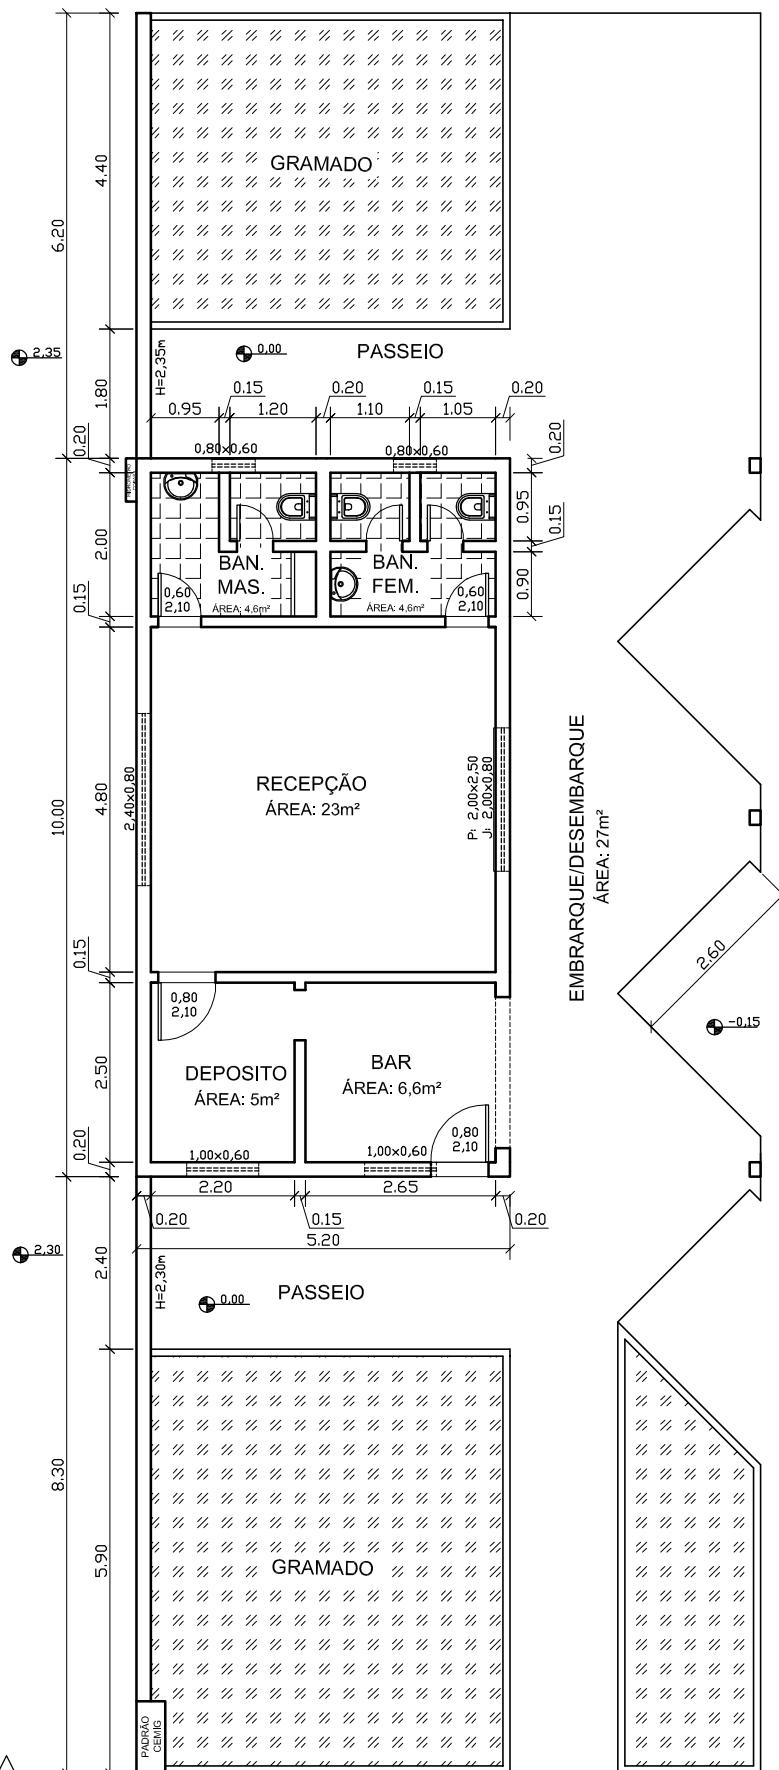 GRAMADO
4.40
6.20
2,35
H=2,35m
0,00
PASSEIO
1.80
0.15
0.20
0.15
0.20
0.95
1.20
1.10
1.05
0.20
0,80x0,60
0,80x0,60
0.20
0.95
0.15
2.00
BAN.
MAS.
ÁREA: 4,6m²
BAN.
FEM.
ÁREA: 4,6m²
0.90
0,60
2,10
0,60
2,10
0.15
RECEPÇÃO
ÁREA: 23m²
2,40x0,80
P: 2,00x2,50
J: 2,00x0,80
4.80
10.00
EMBRARQUE/DESEMBARQUE
ÁREA: 27m²
2.60
-0,15
0.15
0,80
2,10
DEPOSITO
ÁREA: 5m²
BAR
ÁREA: 6,6m²
2.50
0,80
2,10
0.20
1,00x0,60
1,00x0,60
2.20
2.65
0.20
0.15
0.20
5.20
2,30
2.40
H=2,30m
0,00
PASSEIO
8.30
5.90
GRAMADO
PADRÃO
CEMIG